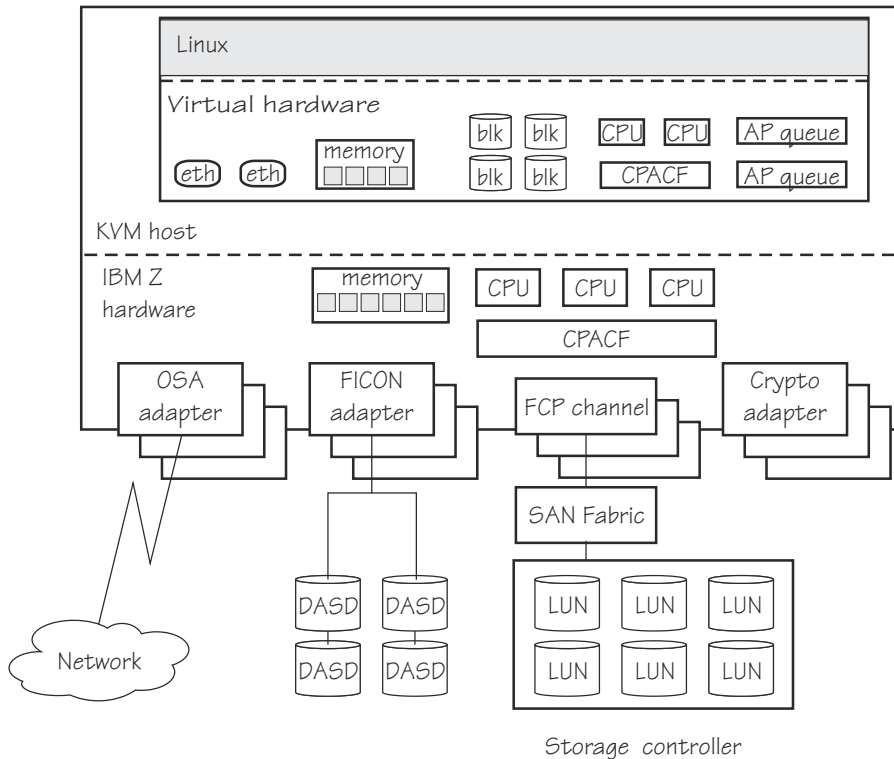 Linux
Virtual hardware
blk blk CPU CPU AP queue
memory
eth eth blk blk CPACF AP queue
KVM host
IBM Z
hardware
memory
CPU CPU CPU
CPACF
OSA
adapter
FICON
adapter
FCP channel
Crypto
adapter
SAN Fabric
DASD DASD LUN LUN LUN
DASD DASD LUN LUN LUN
Network
Storage controller